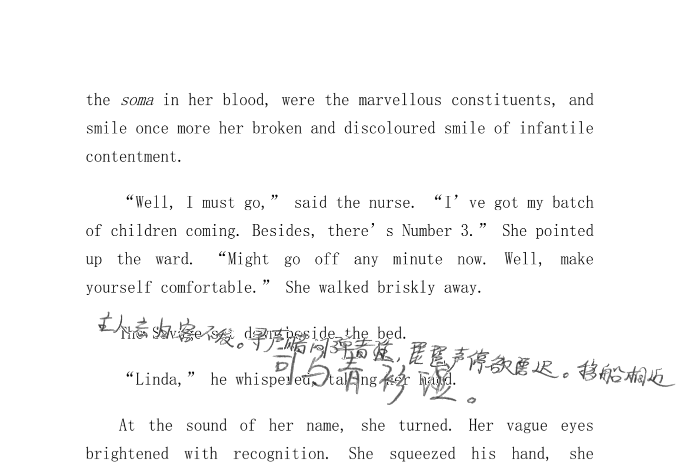 the soma in her blood, were the marvellous constituents, and
smile once more her broken and discoloured smile of infantile
contentment.
“Well, I must go,” said the nurse. “I’ve got my batch
of children coming. Besides, there’s Number 3.” She pointed
up the ward. “Might go off any minute now. Well, make
yourself comfortable.” She walked briskly away.
The Savage sat down beside the bed.
主人忘归客不发。寻声暗问弹者谁，琵琶声停欲语迟。移船相近
司马青衫湿。
“Linda,” he whispered, taking her hand.
At the sound of her name, she turned. Her vague eyes
brightened with recognition. She squeezed his hand, she